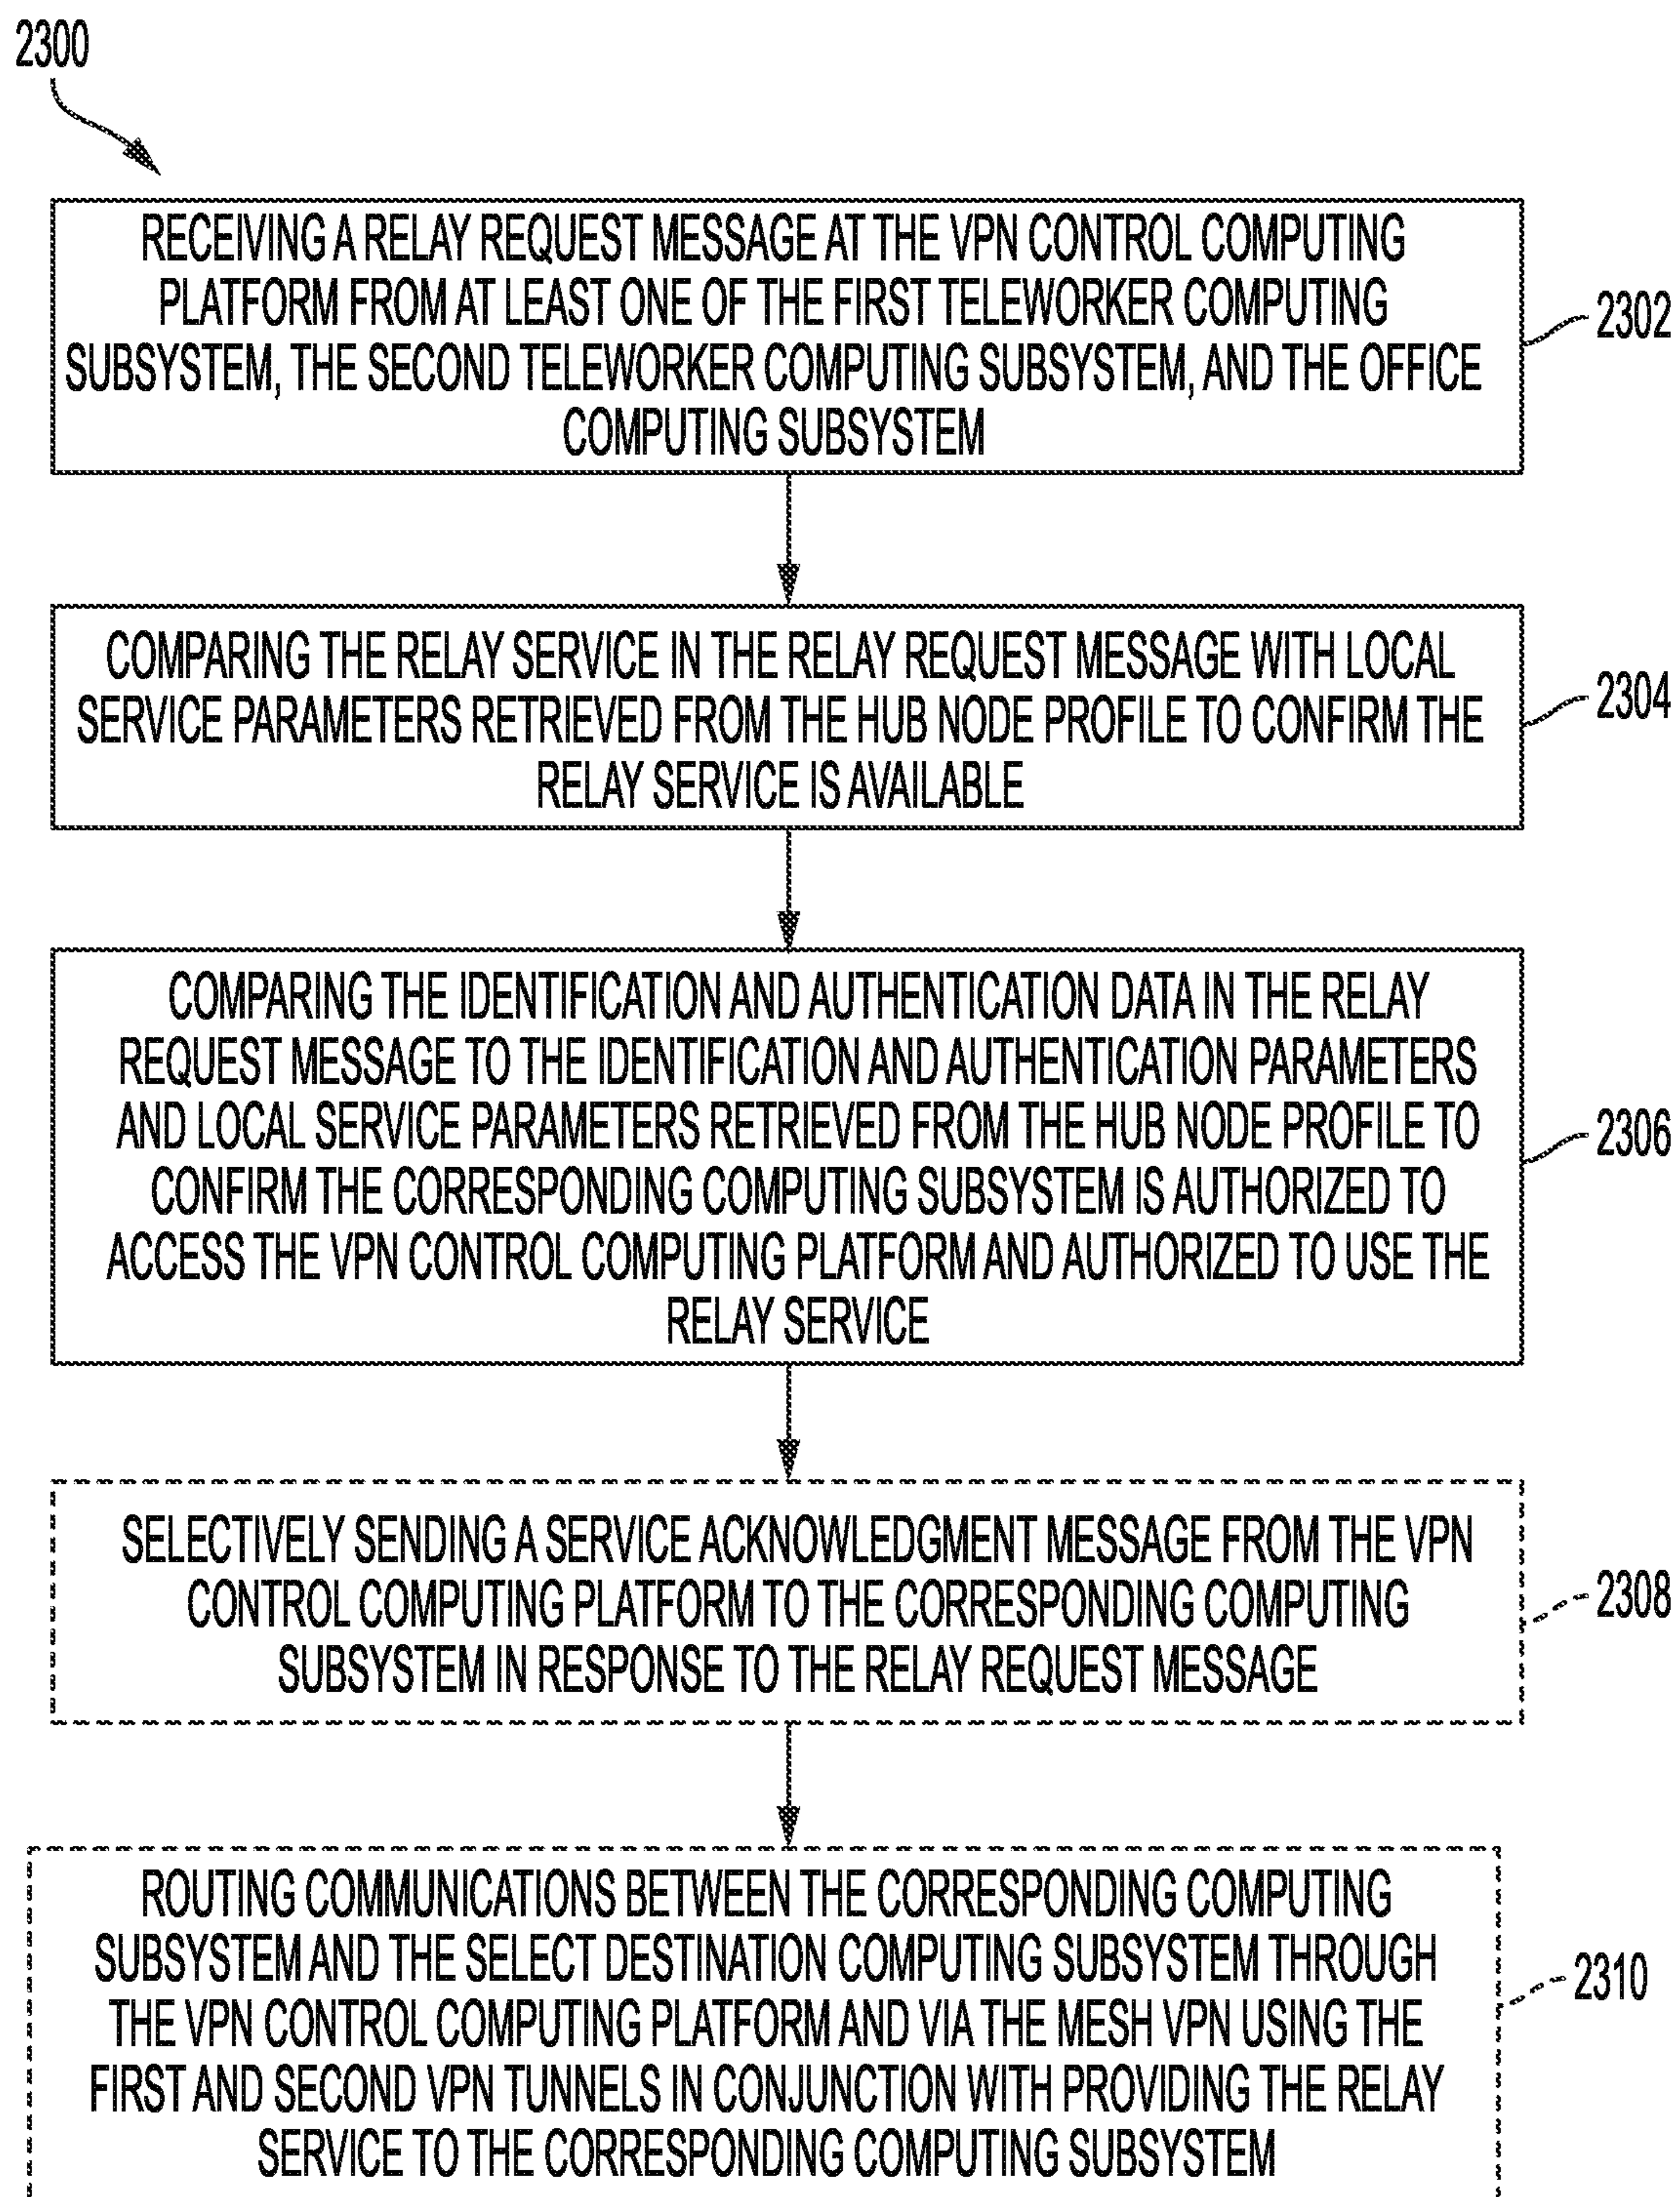 2300
RECEIVING A RELAY REQUEST MESSAGE AT THE VPN CONTROL COMPUTING
PLATFORM FROM AT LEAST ONE OF THE FIRST TELEWORKER COMPUTING
SUBSYSTEM, THE SECOND TELEWORKER COMPUTING SUBSYSTEM, AND THE OFFICE
COMPUTING SUBSYSTEM
2302
COMPARING THE RELAY SERVICE IN THE RELAY REQUEST MESSAGE WITH LOCAL
SERVICE PARAMETERS RETRIEVED FROM THE HUB NODE PROFILE TO CONFIRM THE
RELAY SERVICE IS AVAILABLE
2304
COMPARING THE IDENTIFICATION AND AUTHENTICATION DATA IN THE RELAY
REQUEST MESSAGE TO THE IDENTIFICATION AND AUTHENTICATION PARAMETERS
AND LOCAL SERVICE PARAMETERS RETRIEVED FROM THE HUB NODE PROFILE TO
CONFIRM THE CORRESPONDING COMPUTING SUBSYSTEM IS AUTHORIZED TO
ACCESS THE VPN CONTROL COMPUTING PLATFORM AND AUTHORIZED TO USE THE
RELAY SERVICE
2306
SELECTIVELY SENDING A SERVICE ACKNOWLEDGMENT MESSAGE FROM THE VPN
CONTROL COMPUTING PLATFORM TO THE CORRESPONDING COMPUTING
SUBSYSTEM IN RESPONSE TO THE RELAY REQUEST MESSAGE
2308
ROUTING COMMUNICATIONS BETWEEN THE CORRESPONDING COMPUTING
SUBSYSTEM AND THE SELECT DESTINATION COMPUTING SUBSYSTEM THROUGH
THE VPN CONTROL COMPUTING PLATFORM AND VIA THE MESH VPN USING THE
FIRST AND SECOND VPN TUNNELS IN CONJUNCTION WITH PROVIDING THE RELAY
SERVICE TO THE CORRESPONDING COMPUTING SUBSYSTEM
2310